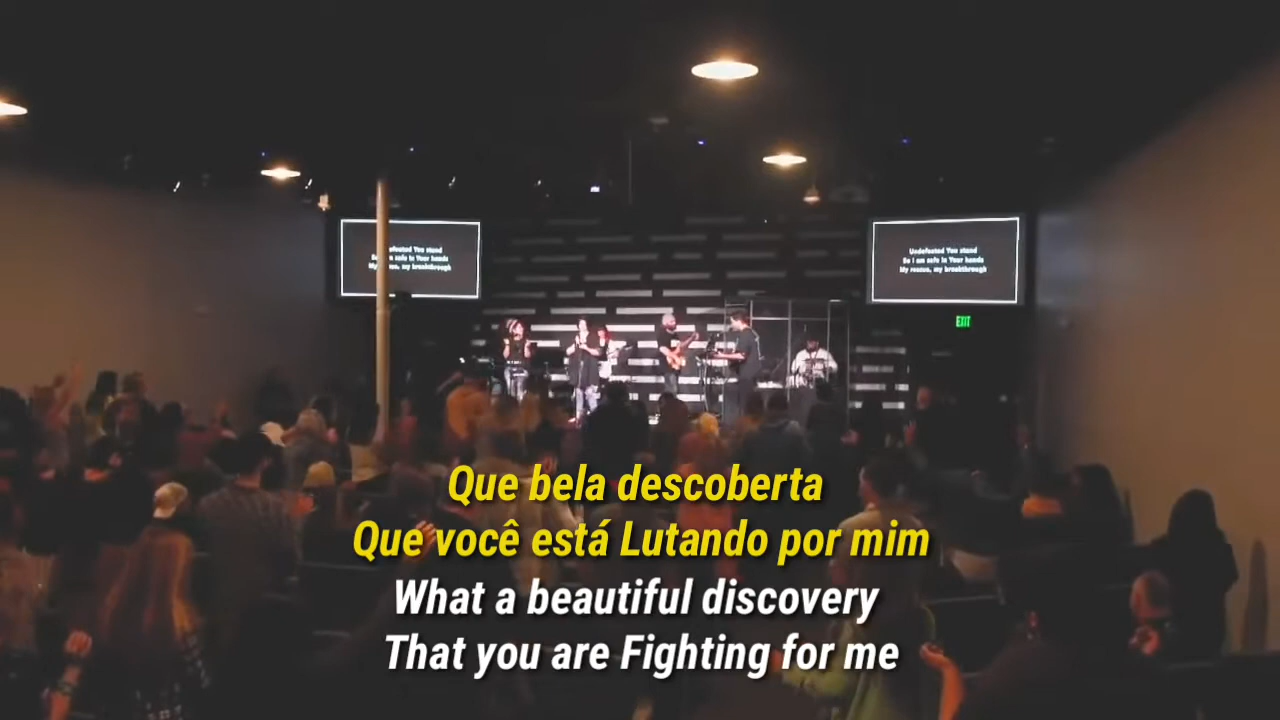 efeated You stand
So I am safe in Your hands
My rescue, my breakthrough
Undefeated You stand
So I am safe in Your hands
My rescue, my breakthrough
EXIT
Que bela descoberta
Que você está Lutando por mim
What a beautiful discovery
That you are Fighting for me